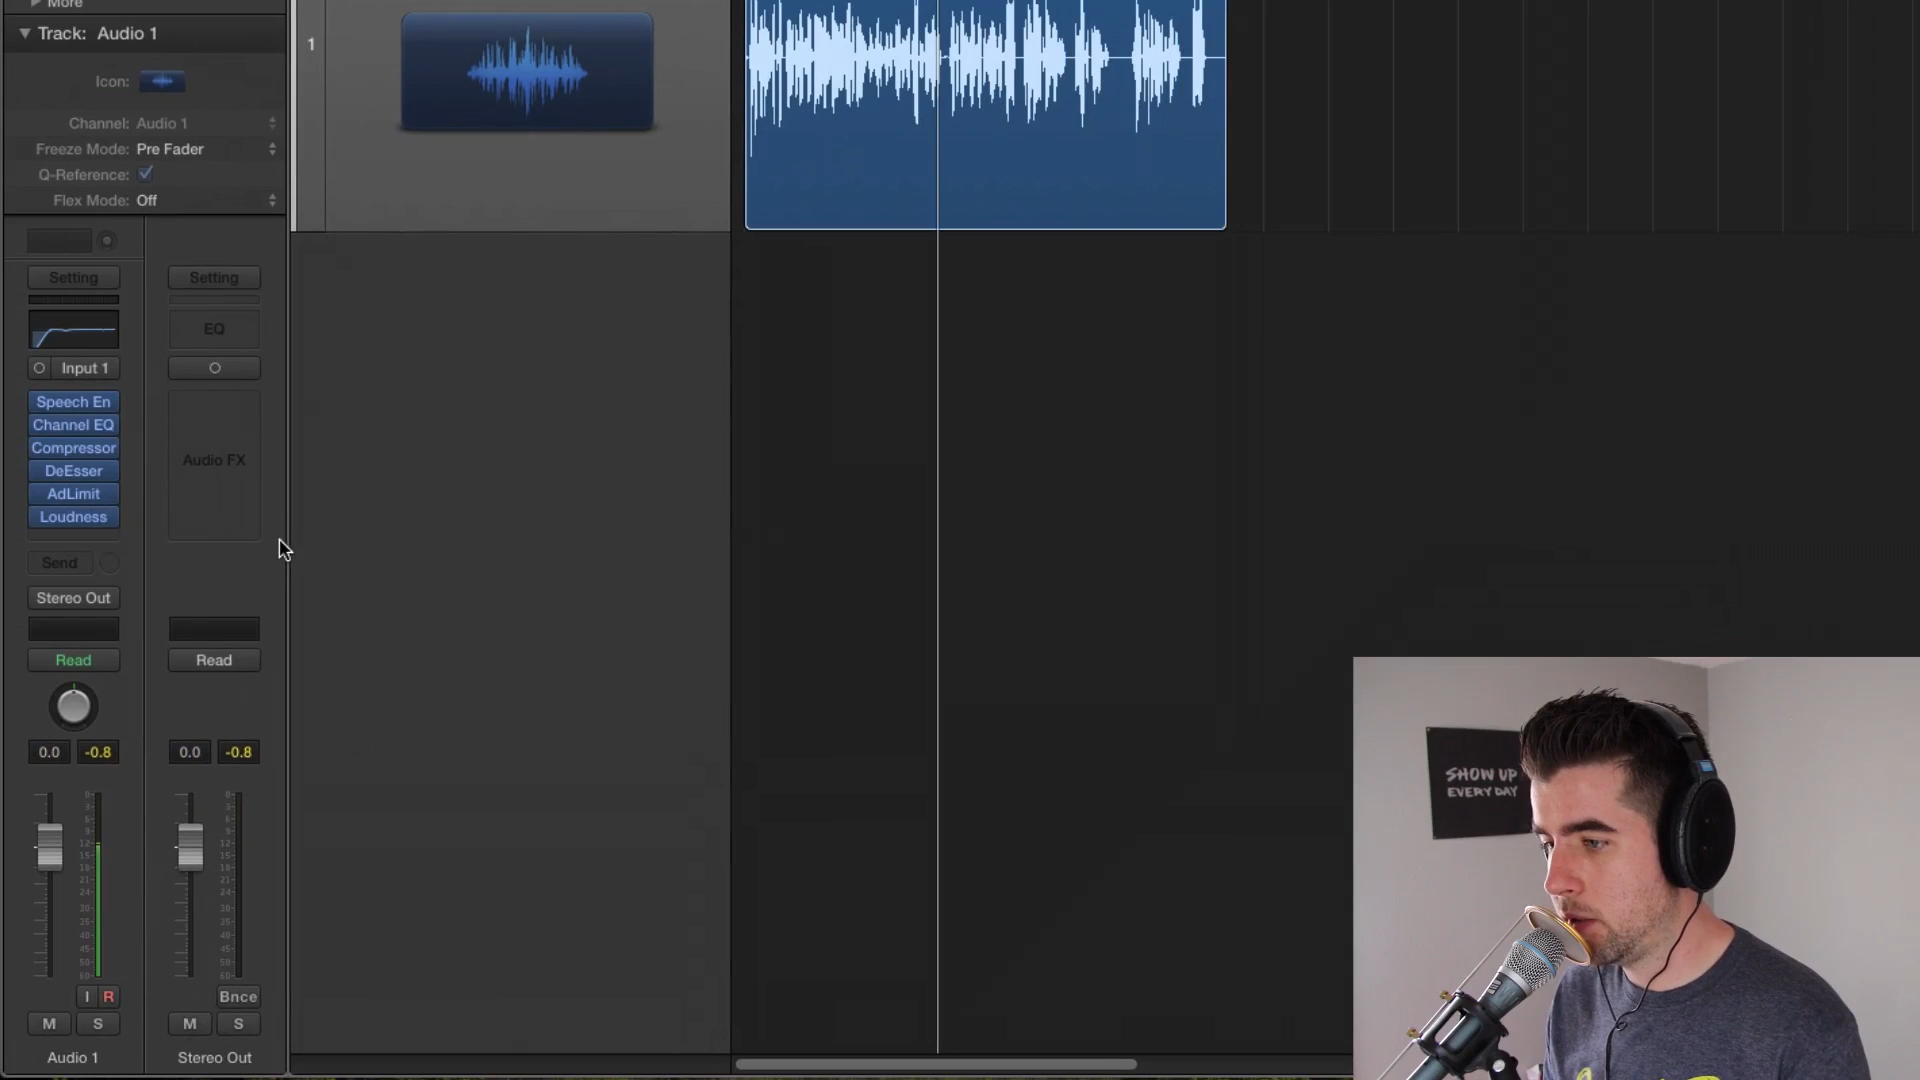 More
Track: Audio 1
Icon:
Channel: Audio 1
Freeze Mode: Pre Fader
Q-Reference:
Flex Mode: Off
1
Setting
Setting
EQ
Input 1
Speech En
Channel EQ
Compressor
DeEsser
AdLimit
Loudness
Audio FX
Send
Stereo Out
Read
Read
0.0 -0.8
0.0 -0.8
I R
Bnce
M S
M S
Audio 1
Stereo Out
SHOW UP
EVERY DAY